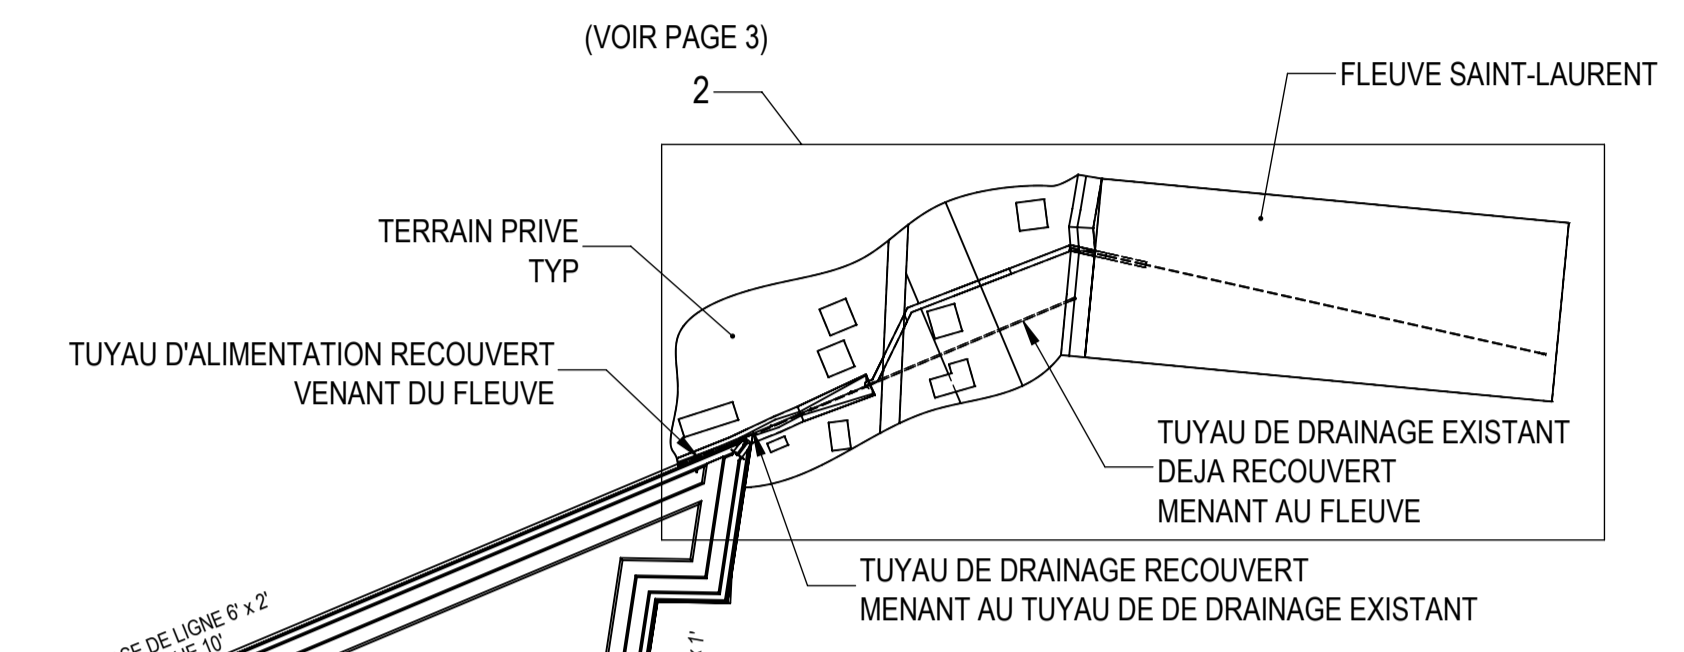 (VOIR PAGE 3)
2
FLEUVE SAINT-LAURENT
TERRAIN PRIVE
TYP
TUYAU D'ALIMENTATION RECOUVERT
VENANT DU FLEUVE
TUYAU DE DRAINAGE EXISTANT
DEJA RECOUVERT
MENANT AU FLEUVE
TUYAU DE DRAINAGE RECOUVERT
MENANT AU TUYAU DE DE DRAINAGE EXISTANT
DE LIGNE 6' x 2'
10'
x 1'